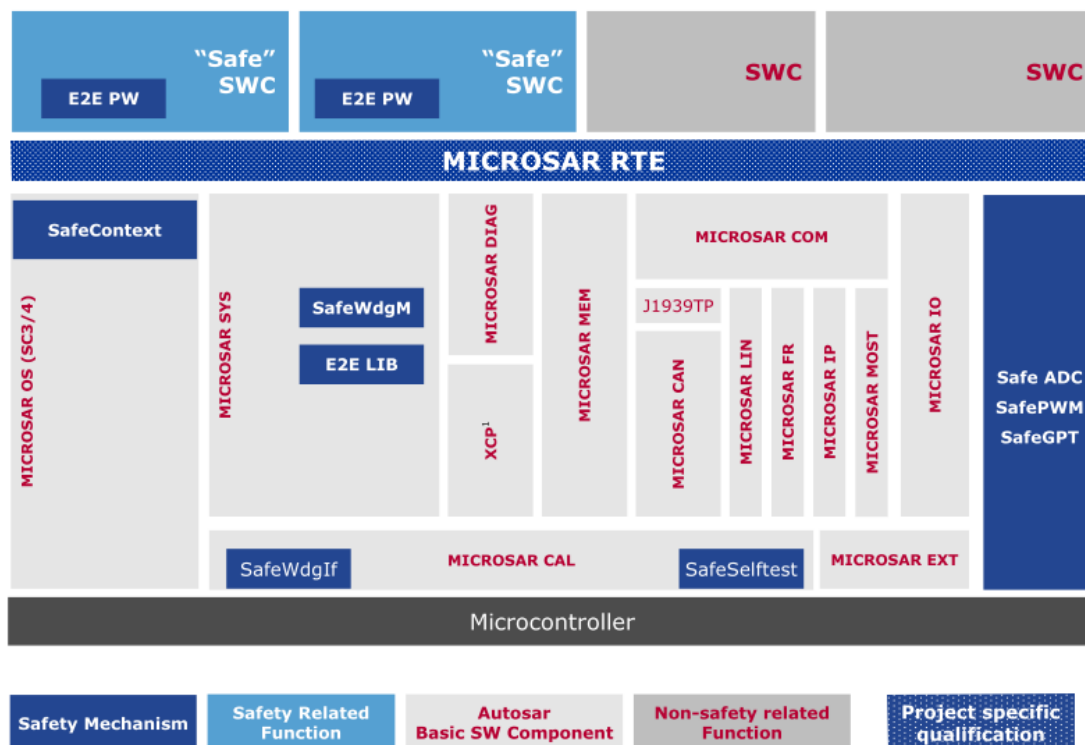 “Safe”
SWC
E2E PW
“Safe”
SWC
E2E PW
SWC
SWC
MICROSAR RTE
MICROSAR OS (SC3/4)
SafeContext
MICROSAR SYS
SafeWdgM
E2E LIB
MICROSAR DIAG
XCP1
MICROSAR MEM
MICROSAR COM
J1939TP
MICROSAR CAN
MICROSAR LIN
MICROSAR FR
MICROSAR IP
MICROSAR MOST
MICROSAR IO
Safe ADC
SafePWM
SafeGPT
SafeWdgIf
MICROSAR CAL
SafeSelftest
MICROSAR EXT
Microcontroller
Safety Mechanism
Safety Related
Function
Autosar
Basic SW Component
Non-safety related
Function
Project specific
qualification